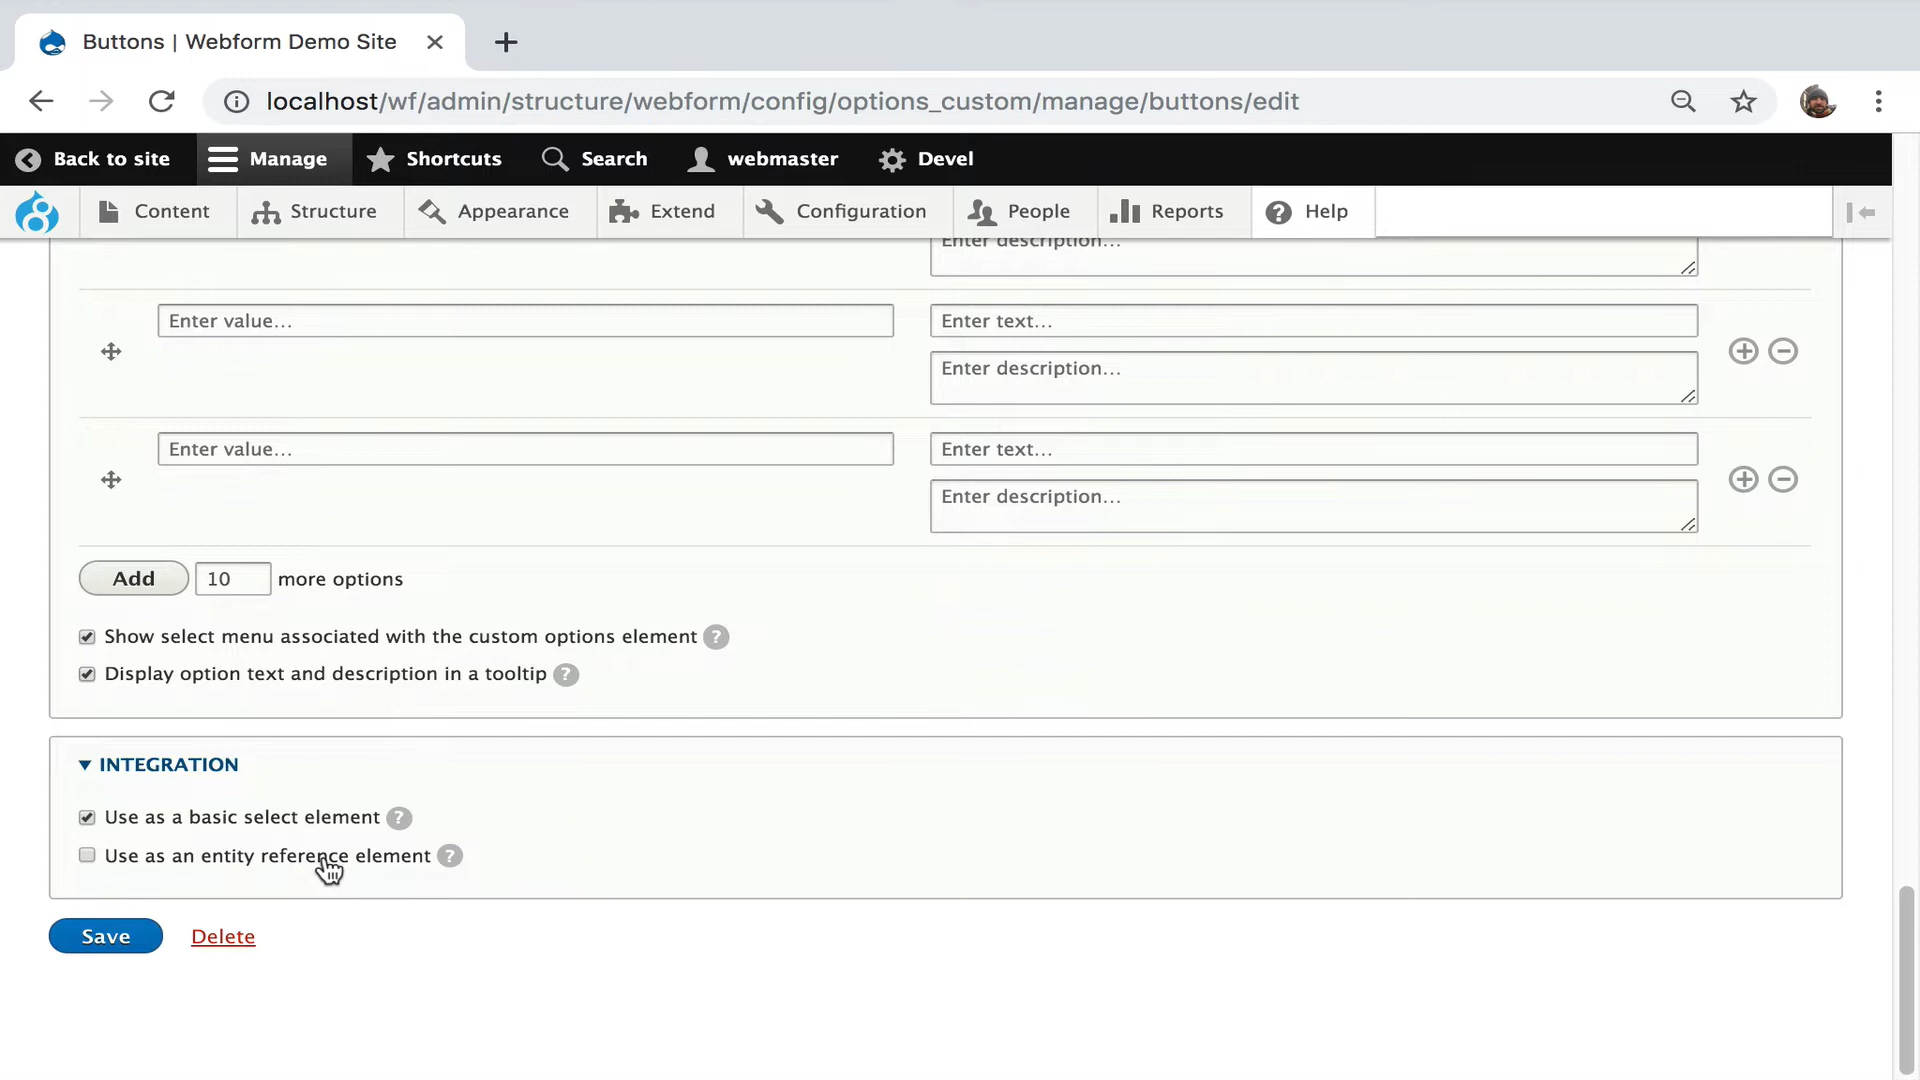 Buttons | Webform Demo Site
localhost/wf/admin/structure/webform/config/options_custom/manage/buttons/edit
Back to site Manage Shortcuts Search webmaster Devel
Content Structure Appearance Extend Configuration People Reports Help
Enter description...
Enter value... Enter text...
Enter description...
Enter value... Enter text...
Enter description...
Add 10 more options
Show select menu associated with the custom options element ?
Display option text and description in a tooltip ?
INTEGRATION
Use as a basic select element ?
Use as an entity reference element ?
Save Delete